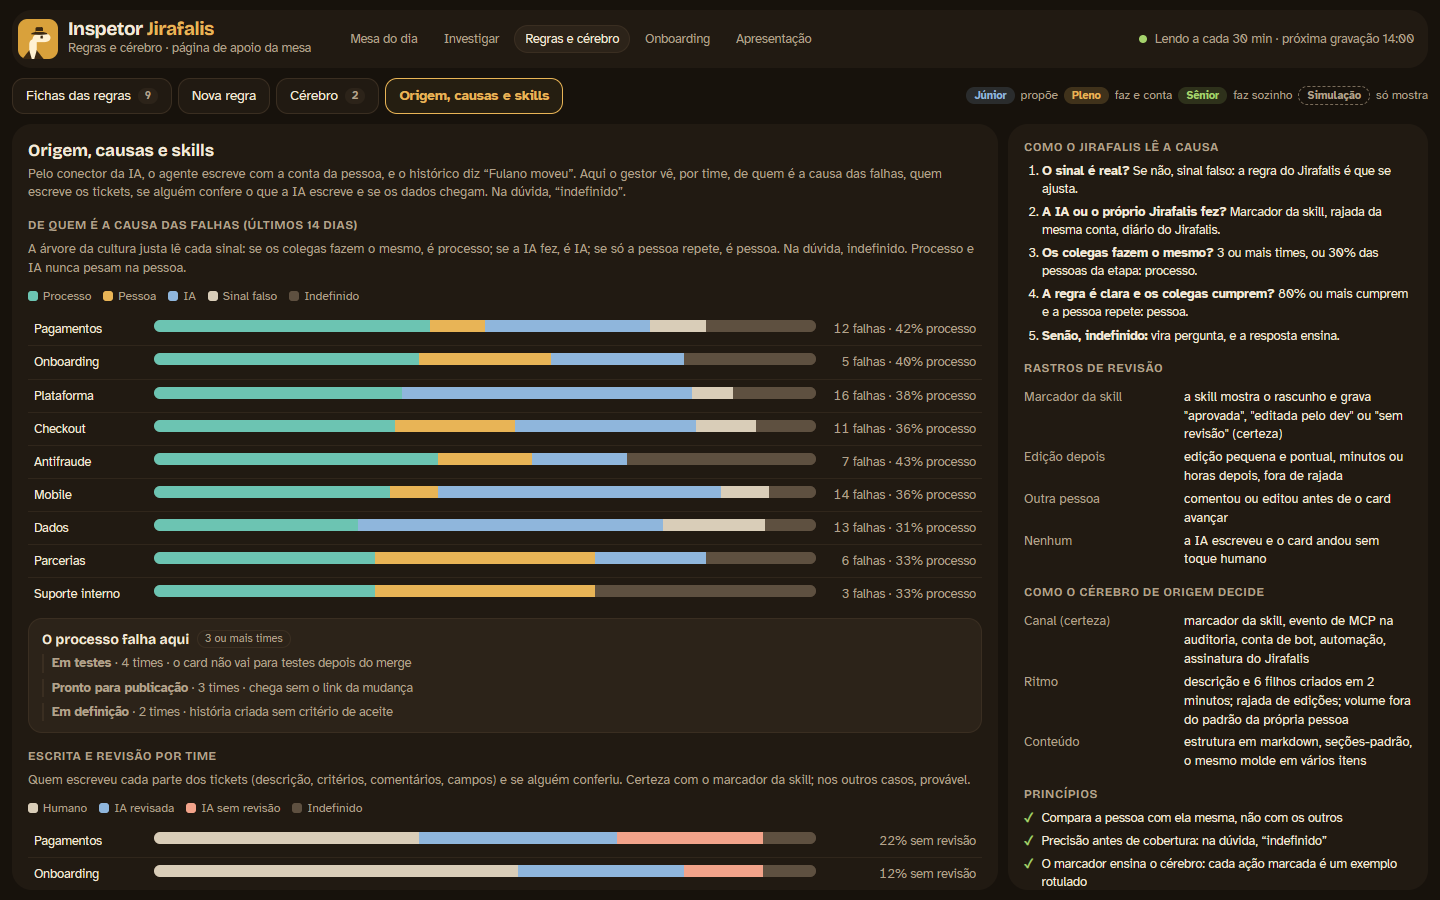 Inspetor Jirafalis
Regras e cérebro · página de apoio da mesa
Mesa do dia
Investigar
Regras e cérebro
Onboarding
Apresentação
Lendo a cada 30 min · próxima gravação 14:00
Fichas das regras 9
Nova regra
Cérebro 2
Origem, causas e skills
Júnior propõe Pleno faz e conta Sênior faz sozinho Simulação só mostra
Origem, causas e skills
Pelo conector da IA, o agente escreve com a conta da pessoa, e o histórico diz “Fulano moveu”. Aqui o gestor vê, por time, de quem é a causa das falhas, quem
escreve os tickets, se alguém confere o que a IA escreve e se os dados chegam. Na dúvida, “indefinido”.
DE QUEM É A CAUSA DAS FALHAS (ÚLTIMOS 14 DIAS)
A árvore da cultura justa lê cada sinal: se os colegas fazem o mesmo, é processo; se a IA fez, é IA; se só a pessoa repete, é pessoa. Na dúvida, indefinido. Processo e
IA nunca pesam na pessoa.
Processo Pessoa IA Sinal falso Indefinido
Pagamentos 12 falhas · 42% processo
Onboarding 5 falhas · 40% processo
Plataforma 16 falhas · 38% processo
Checkout 11 falhas · 36% processo
Antifraude 7 falhas · 43% processo
Mobile 14 falhas · 36% processo
Dados 13 falhas · 31% processo
Parcerias 6 falhas · 33% processo
Suporte interno 3 falhas · 33% processo
O processo falha aqui 3 ou mais times
Em testes · 4 times · o card não vai para testes depois do merge
Pronto para publicação · 3 times · chega sem o link da mudança
Em definição · 2 times · história criada sem critério de aceite
ESCRITA E REVISÃO POR TIME
Quem escreveu cada parte dos tickets (descrição, critérios, comentários, campos) e se alguém conferiu. Certeza com o marcador da skill; nos outros casos, provável.
Humano IA revisada IA sem revisão Indefinido
Pagamentos 22% sem revisão
Onboarding 12% sem revisão
COMO O JIRAFALIS LÊ A CAUSA
1. O sinal é real? Se não, sinal falso: a regra do Jirafalis é que se
ajusta.
2. A IA ou o próprio Jirafalis fez? Marcador da skill, rajada da
mesma conta, diário do Jirafalis.
3. Os colegas fazem o mesmo? 3 ou mais times, ou 30% das
pessoas da etapa: processo.
4. A regra é clara e os colegas cumprem? 80% ou mais cumprem
e a pessoa repete: pessoa.
5. Senão, indefinido: vira pergunta, e a resposta ensina.
RASTROS DE REVISÃO
Marcador da skill a skill mostra o rascunho e grava
"aprovada", "editada pelo dev" ou "sem
revisão" (certeza)
Edição depois edição pequena e pontual, minutos ou
horas depois, fora de rajada
Outra pessoa comentou ou editou antes de o card
avançar
Nenhum a IA escreveu e o card andou sem
toque humano
COMO O CÉREBRO DE ORIGEM DECIDE
Canal (certeza) marcador da skill, evento de MCP na
auditoria, conta de bot, automação,
assinatura do Jirafalis
Ritmo descrição e 6 filhos criados em 2
minutos; rajada de edições; volume fora
do padrão da própria pessoa
Conteúdo estrutura em markdown, seções-padrão,
o mesmo molde em vários itens
PRINCÍPIOS
✓ Compara a pessoa com ela mesma, não com os outros
✓ Precisão antes de cobertura: na dúvida, “indefinido”
✓ O marcador ensina o cérebro: cada ação marcada é um exemplo
rotulado